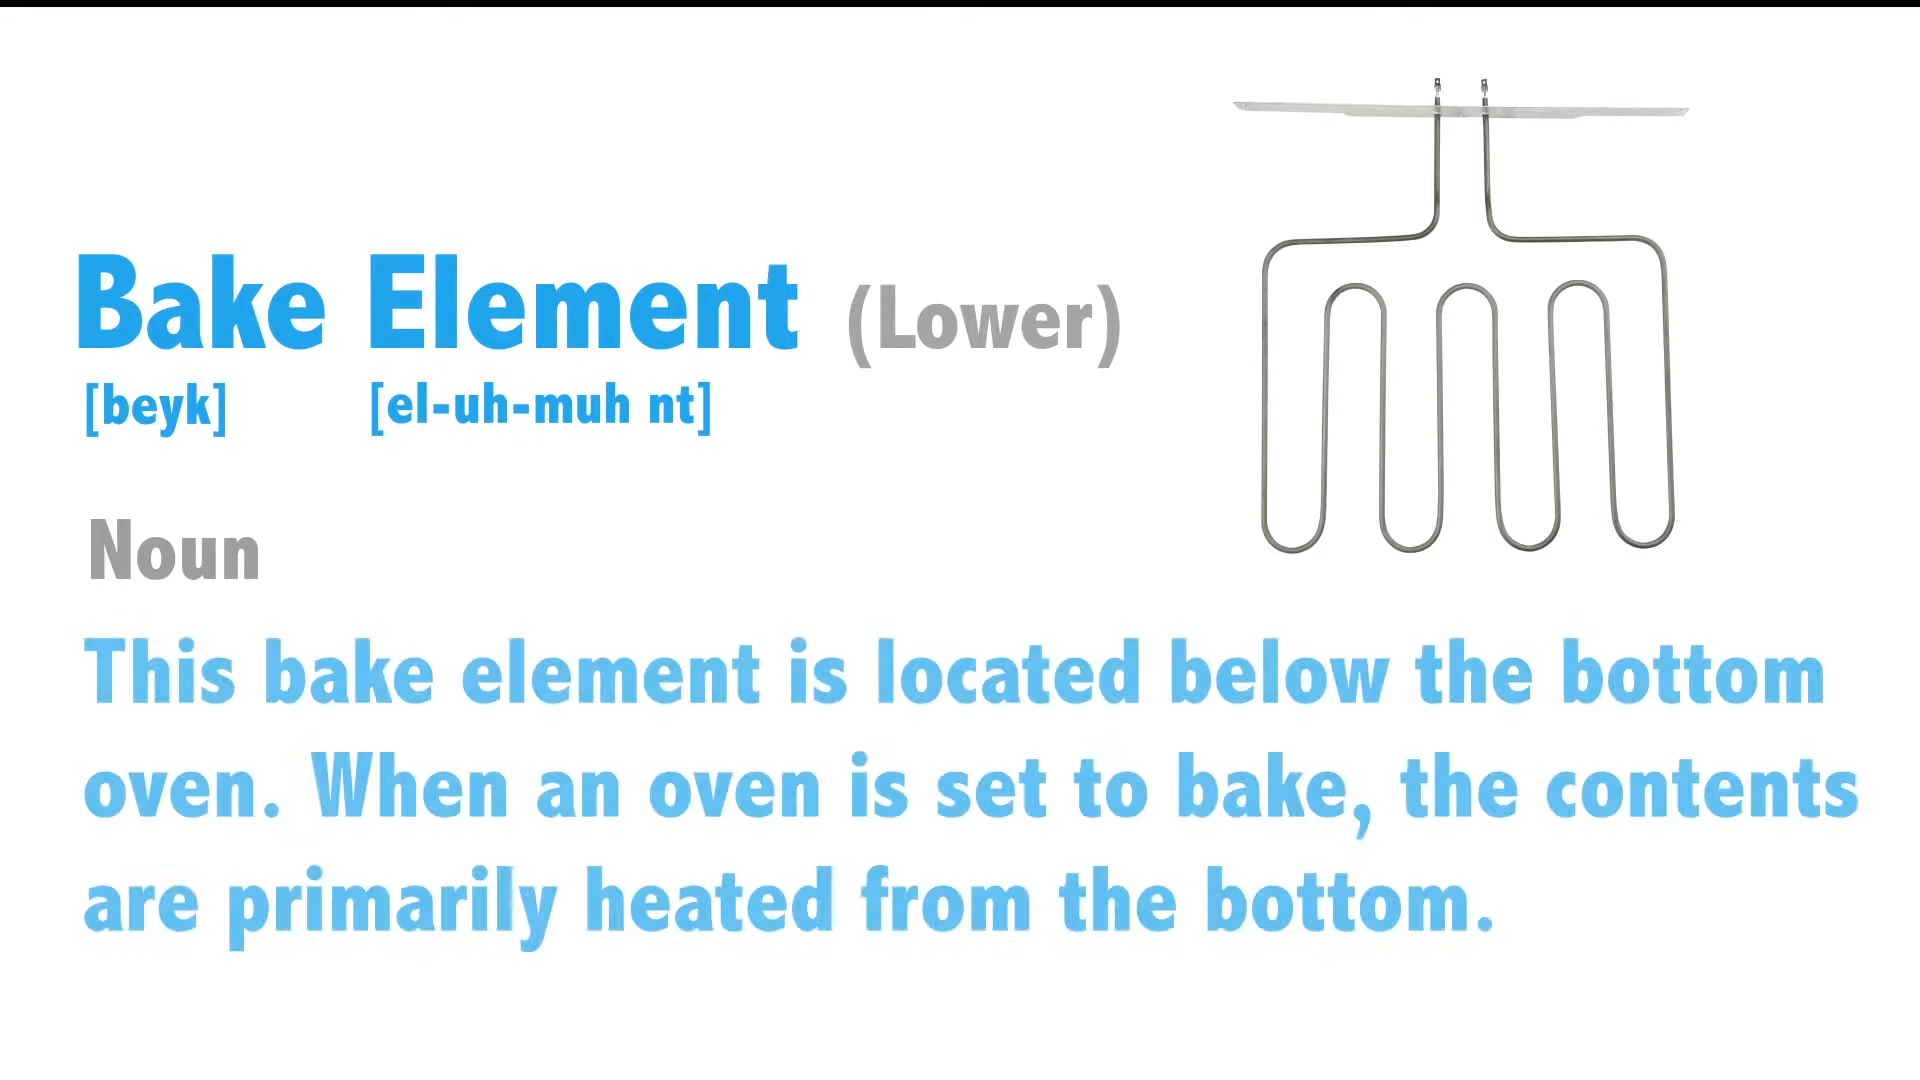 Bake Element (Lower)
[beyk] [el-uh-muh nt]
Noun
This bake element is located below the bottom
oven. When an oven is set to bake, the contents
are primarily heated from the bottom.